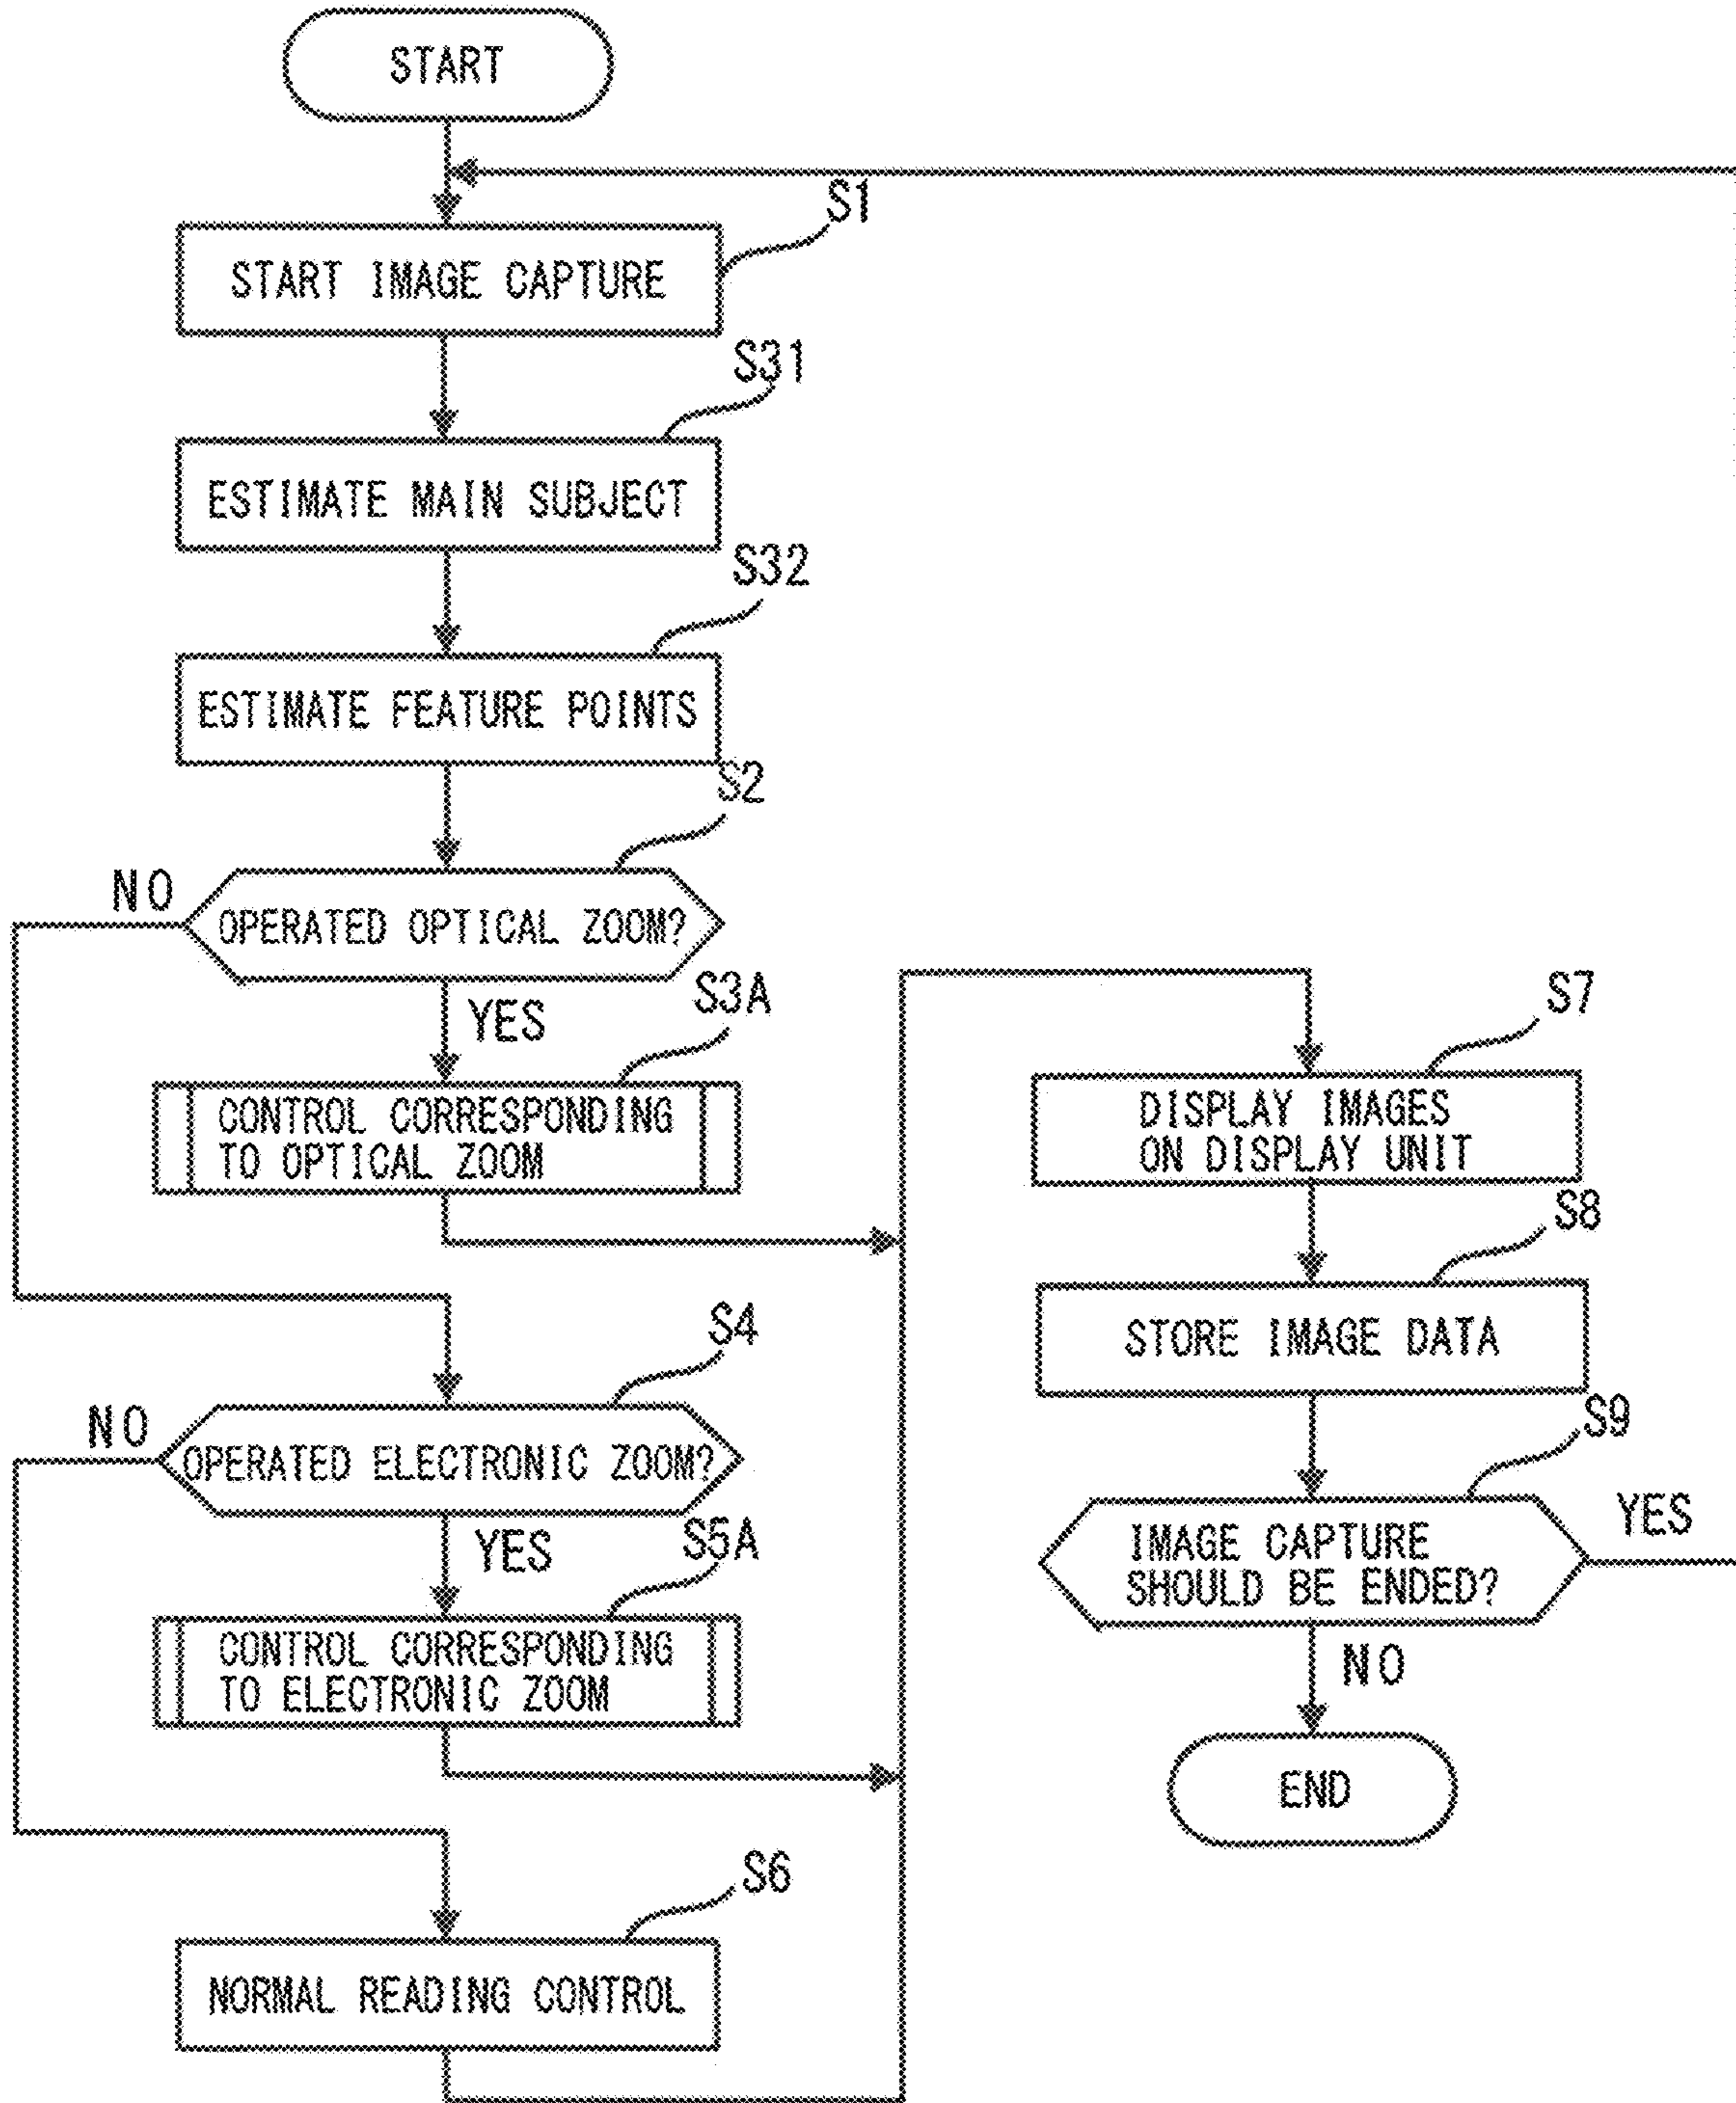 START
S1
START IMAGE CAPTURE
S31
ESTIMATE MAIN SUBJECT
S32
ESTIMATE FEATURE POINTS
S2
NO
OPERATED OPTICAL ZOOM?
YES
S3A
CONTROL CORRESPONDING
TO OPTICAL ZOOM
S4
NO
OPERATED ELECTRONIC ZOOM?
YES
S5A
CONTROL CORRESPONDING
TO ELECTRONIC ZOOM
S6
NORMAL READING CONTROL
S7
DISPLAY IMAGES
ON DISPLAY UNIT
S8
STORE IMAGE DATA
S9
IMAGE CAPTURE
SHOULD BE ENDED?
YES
NO
END